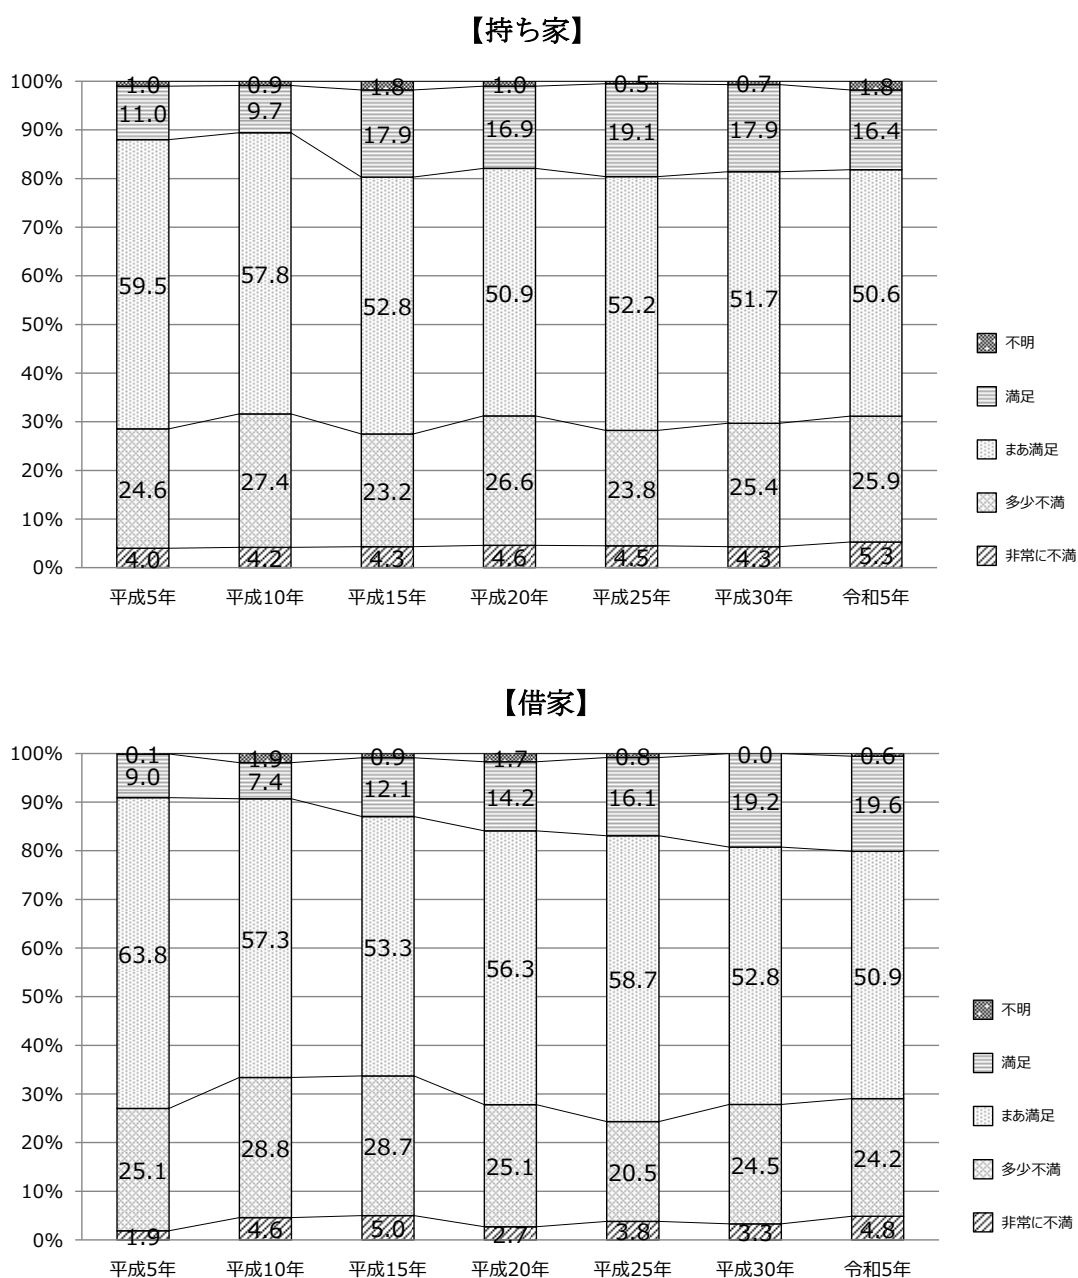 【持ち家】
100%
90%
80%
70%
60%
50%
40%
30%
20%
10%
0%
1.0 0.9 1.8 1.0 0.5 0.7 1.8
11.0 9.7 17.9 16.9 19.1 17.9 16.4
59.5 57.8 52.8 50.9 52.2 51.7 50.6
24.6 27.4 23.2 26.6 23.8 25.4 25.9
4.0 4.2 4.3 4.6 4.5 4.3 5.3
平成5年 平成10年 平成15年 平成20年 平成25年 平成30年 令和5年
不明
満足
まあ満足
多少不満
非常に不満
【借家】
100%
90%
80%
70%
60%
50%
40%
30%
20%
10%
0%
0.1 1.9 0.9 1.7 0.8 0.0 0.6
9.0 7.4 12.1 14.2 16.1 19.2 19.6
63.8 57.3 53.3 56.3 58.7 52.8 50.9
25.1 28.8 28.7 25.1 20.5 24.5 24.2
1.9 4.6 5.0 2.7 3.8 3.3 4.8
平成5年 平成10年 平成15年 平成20年 平成25年 平成30年 令和5年
不明
満足
まあ満足
多少不満
非常に不満